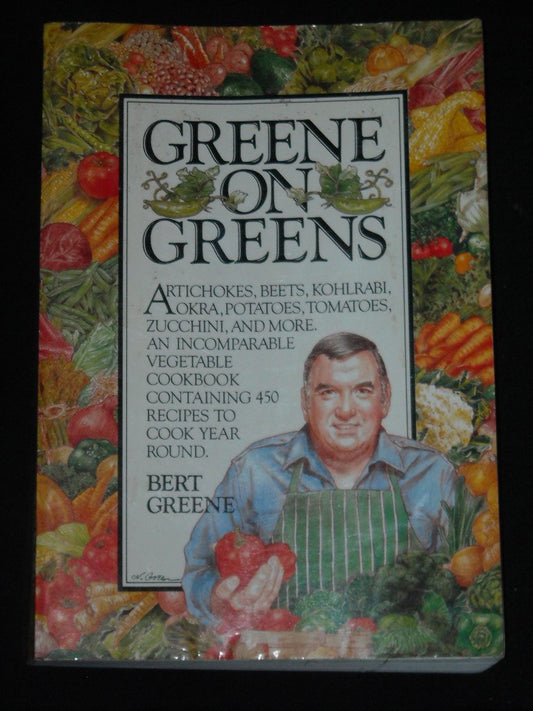 GREENE
ON
GREENS
ARTICHOKES, BEETS, KOHLRABI,
OKRA, POTATOES, TOMATOES,
ZUCCHINI, AND MORE.
AN INCOMPARABLE
VEGETABLE
COOKBOOK
CONTAINING 450
RECIPES TO
COOK YEAR
ROUND.
BERT
GREENE